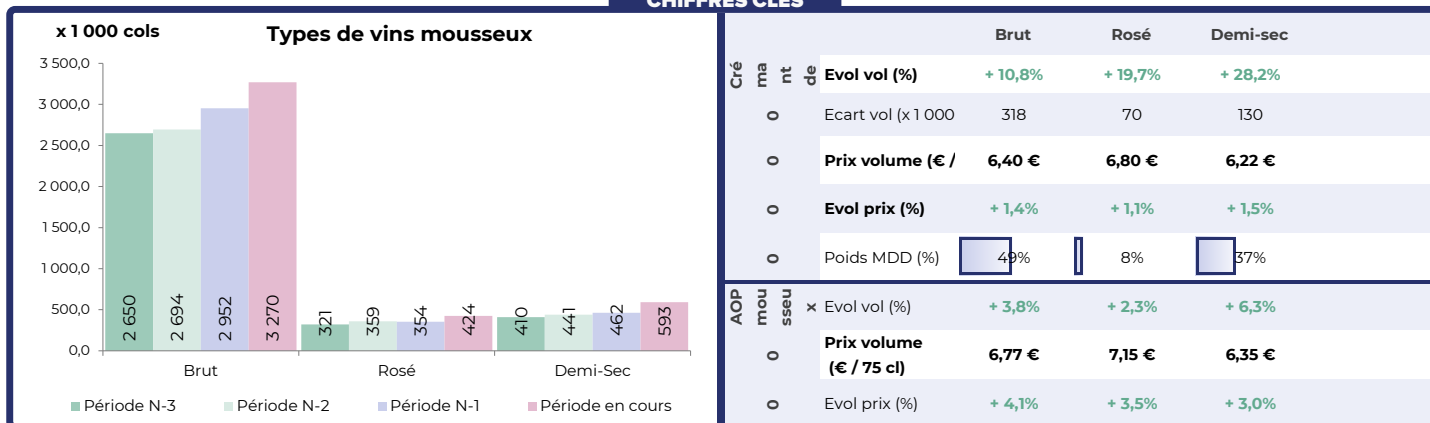 CHIFFRES CLÉS
x 1 000 cols
Types de vins mousseux
3 500,0
3 000,0
2 500,0
2 000,0
1 500,0
1 000,0
500,0
0,0
2 650
2 694
2 952
3 270
321
359
354
424
410
441
462
593
Brut
Rosé
Demi-Sec
Période N-3
Période N-2
Période N-1
Période en cours
Brut Rosé Demi-sec
Cré
ma
nt
de
Evol vol (%) + 10,8% + 19,7% + 28,2%
0 Ecart vol (x 1 000 318 70 130
0 Prix volume (€ / 6,40 € 6,80 € 6,22 €
0 Evol prix (%) + 1,4% + 1,1% + 1,5%
0 Poids MDD (%) 49% 8% 37%
AOP
mou
sseu
x
Evol vol (%) + 3,8% + 2,3% + 6,3%
0 Prix volume
(€ / 75 cl) 6,77 € 7,15 € 6,35 €
0 Evol prix (%) + 4,1% + 3,5% + 3,0%